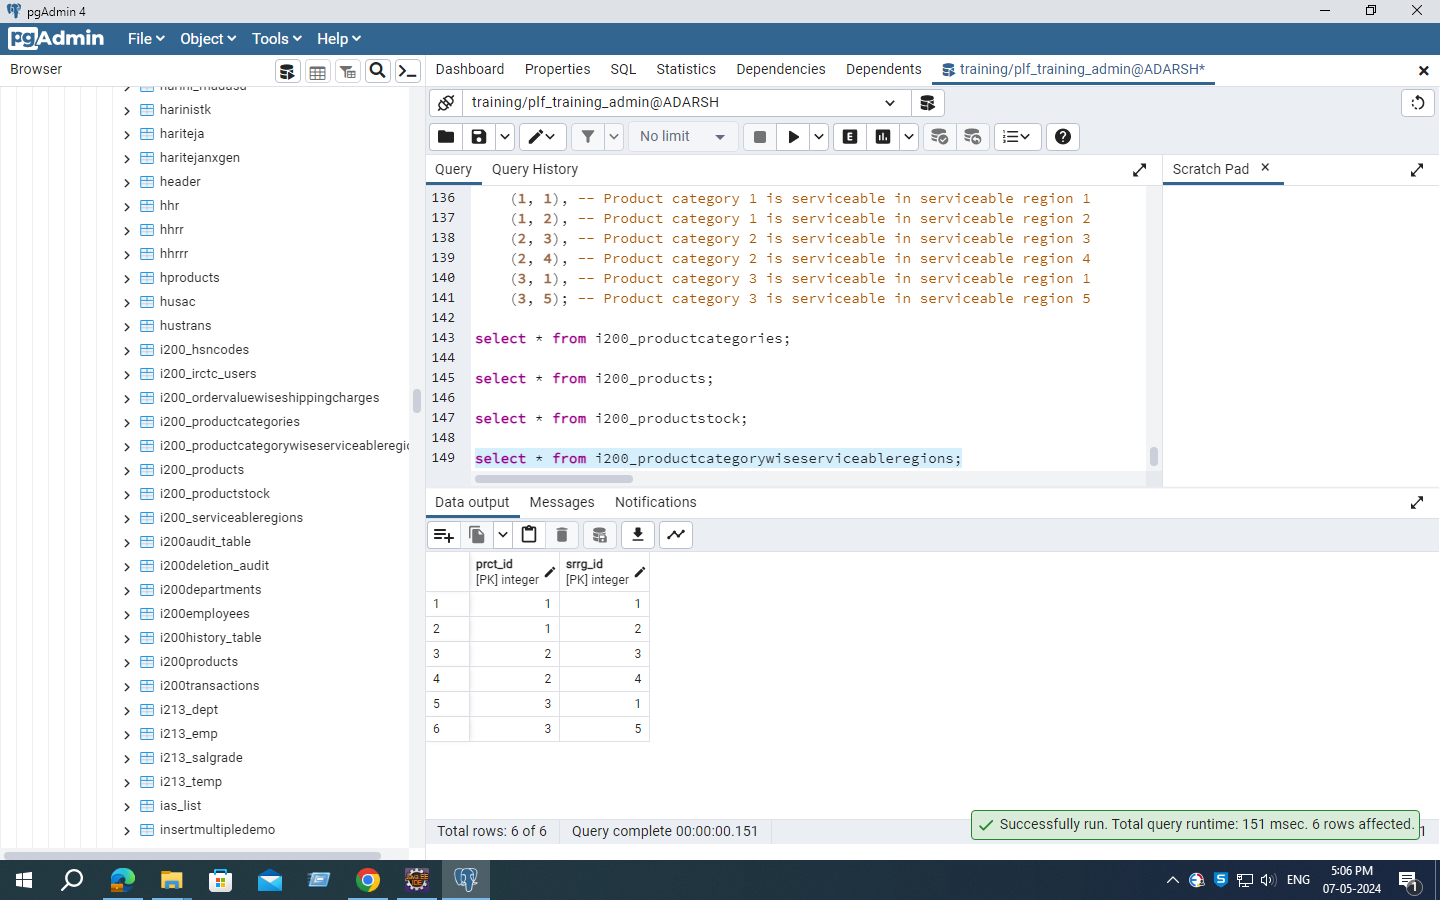 pgAdmin 4
pgAdmin File Object Tools Help
Browser
Dashboard Properties SQL Statistics Dependencies Dependents training/plf_training_admin@ADARSH*
harinistk
hariteja
haritejanxgen
header
hhr
hhrr
hhrrr
hproducts
husac
hustrans
i200_hsncodes
i200_irctc_users
i200_ordervaluewiseshippingcharges
i200_productcategories
i200_productcategorywiseserviceableregio
i200_products
i200_productstock
i200_serviceableregions
i200audit_table
i200deletion_audit
i200departments
i200employees
i200history_table
i200products
i200transactions
i213_dept
i213_emp
i213_salgrade
i213_temp
ias_list
insertmultipledemo
training/plf_training_admin@ADARSH
No limit
E
Query Query History
Scratch Pad
136 (1, 1), -- Product category 1 is serviceable in serviceable region 1
137 (1, 2), -- Product category 1 is serviceable in serviceable region 2
138 (2, 3), -- Product category 2 is serviceable in serviceable region 3
139 (2, 4), -- Product category 2 is serviceable in serviceable region 4
140 (3, 1), -- Product category 3 is serviceable in serviceable region 1
141 (3, 5); -- Product category 3 is serviceable in serviceable region 5
142
143 select * from i200_productcategories;
144
145 select * from i200_products;
146
147 select * from i200_productstock;
148
149 select * from i200_productcategorywiseserviceableregions;
Data output Messages Notifications
prct_id srrg_id
[PK] integer [PK] integer
1 1 1
2 1 2
3 2 3
4 2 4
5 3 1
6 3 5
Total rows: 6 of 6 Query complete 00:00:00.151
Successfully run. Total query runtime: 151 msec. 6 rows affected.
1
ENG
5:06 PM
07-05-2024
1